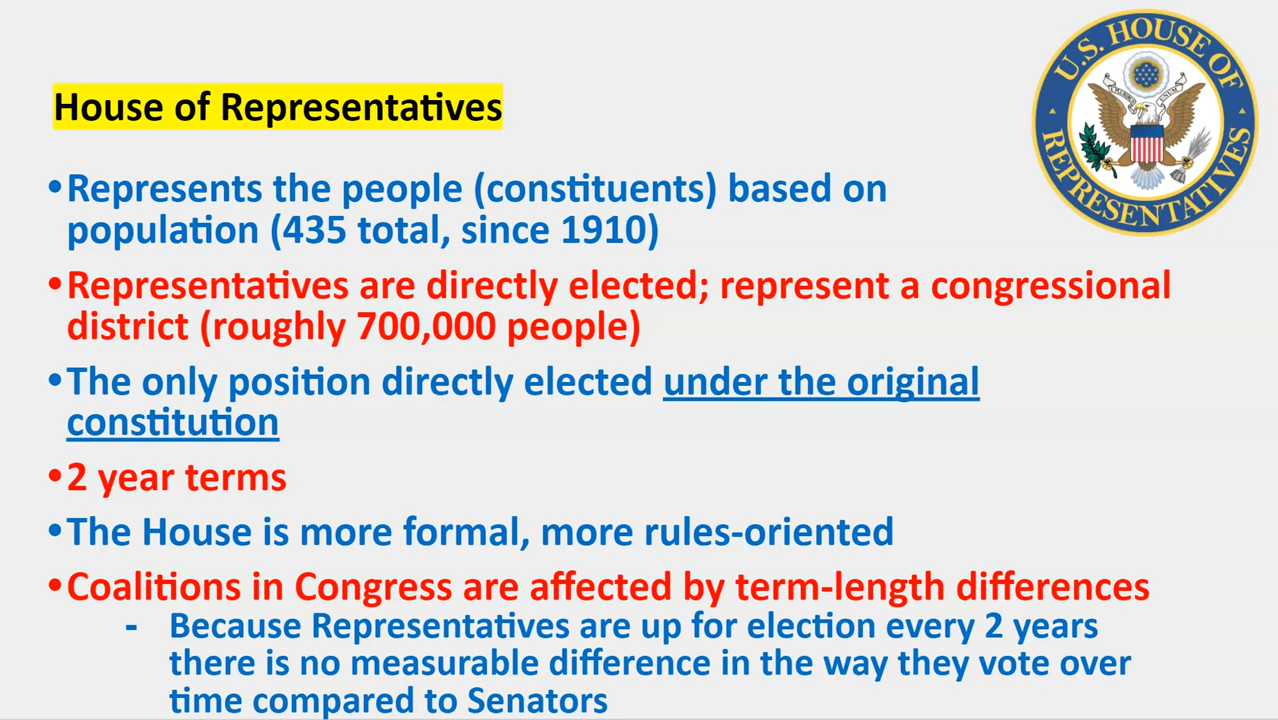 U.S. HOUSE OF
REPRESENTATIVES
House of Representatives
•Represents the people (constituents) based on
population (435 total, since 1910)
•Representatives are directly elected; represent a congressional
district (roughly 700,000 people)
•The only position directly elected under the original
constitution
•2 year terms
•The House is more formal, more rules-oriented
•Coalitions in Congress are affected by term-length differences
- Because Representatives are up for election every 2 years
there is no measurable difference in the way they vote over
time compared to Senators